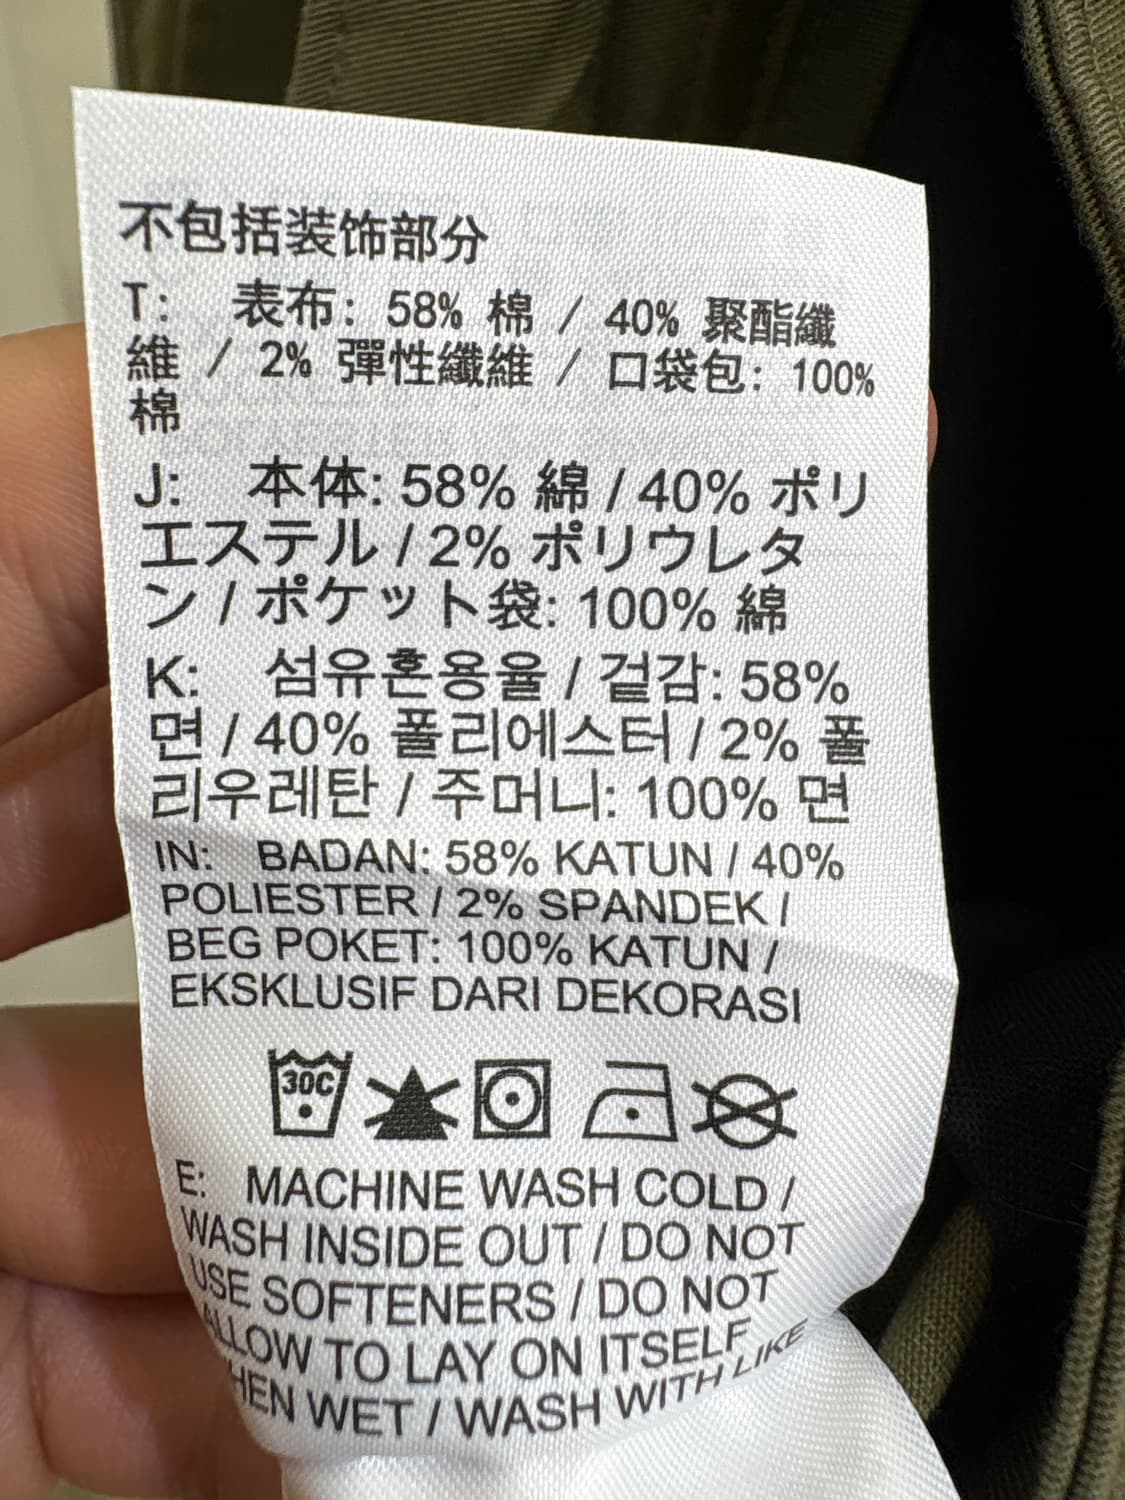 不包括装饰部分
T: 表布: 58% 棉 / 40% 聚酯纖
維 / 2% 彈性纖維 / 口袋包: 100%
棉
J: 本体: 58% 綿 / 40% ポリ
エステル / 2% ポリウレタ
ン / ポケット袋: 100% 綿
K: 섬유혼용율 / 겉감: 58%
면 / 40% 폴리에스터 / 2% 폴
리우레탄 / 주머니: 100% 면
IN: BADAN: 58% KATUN / 40%
POLIESTER / 2% SPANDEK /
BEG POKET: 100% KATUN /
EKSKLUSIF DARI DEKORASI
30C
E: MACHINE WASH COLD /
WASH INSIDE OUT / DO NOT
USE SOFTENERS / DO NOT
ALLOW TO LAY ON ITSELF
HEN WET / WASH WITH LIKE